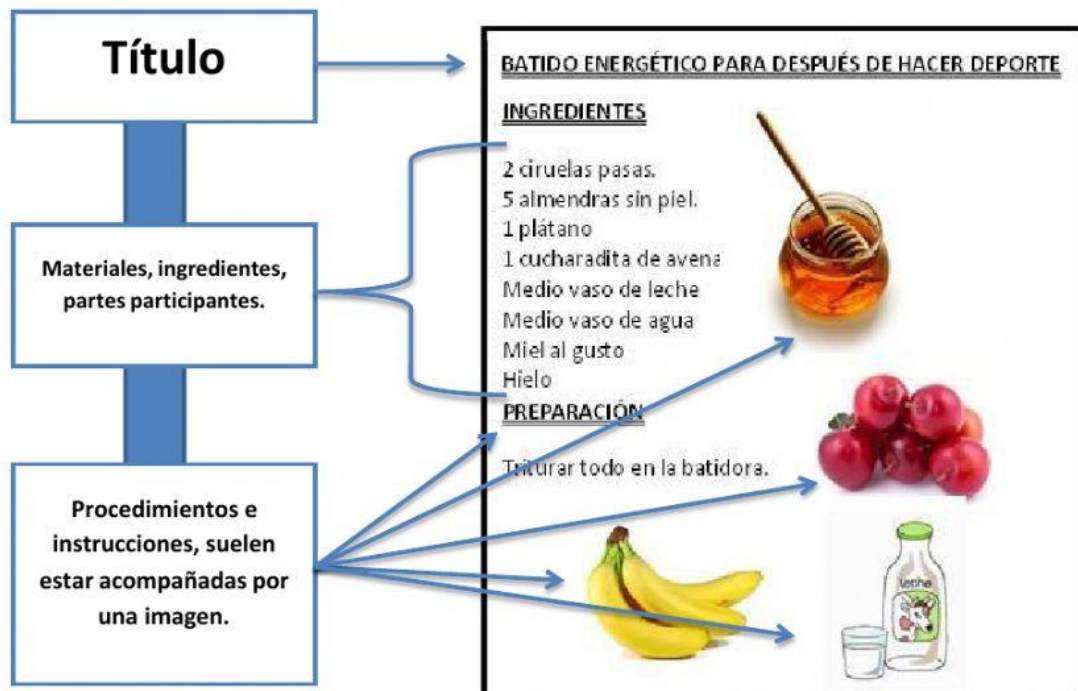 Título
Materiales, ingredientes,
partes participantes.
Procedimientos e
instrucciones, suelen
estar acompañadas por
una imagen.
BATIDO ENERGÉTICO PARA DESPUÉS DE HACER DEPORTE
INGREDIENTES
2 ciruelas pasas.
5 almendras sin piel.
1 plátano
1 cucharadita de avena
Medio vaso de leche
Medio vaso de agua
Miel al gusto
Hielo
PREPARACIÓN
Triturar todo en la batidora.